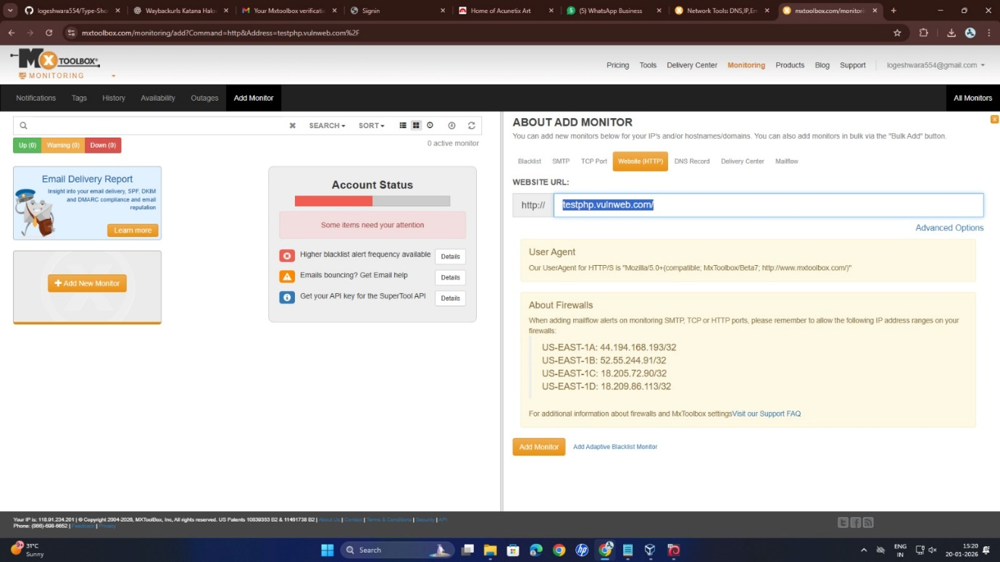 logeshwara554/Type-Sho
Waybackurls Katana Hak
Your Mxtoolbox verificati
Signin
Home of Acunetix Art
(5) WhatsApp Business
Network Tools: DNS,IP,Em
mxtoolbox.com/monitorin
mxtoolbox.com/monitoring/add?Command=http&Address=testphp.vulnweb.com%2F
MX TOOLBOX®
MONITORING
Pricing Tools Delivery Center Monitoring Products Blog Support logeshwara554@gmail.com
Notifications Tags History Availability Outages Add Monitor All Monitors
SEARCH SORT
Up (0) Warning (0) Down (0)
0 active monitor
Email Delivery Report
Insight into your email delivery, SPF, DKIM
and DMARC compliance and email
reputation
Learn more
Add New Monitor
Account Status
Some items need your attention
Higher blacklist alert frequency available Details
Emails bouncing? Get Email help Details
Get your API key for the SuperTool API Details
ABOUT ADD MONITOR
You can add new monitors below for your IP's and/or hostnames/domains. You can also add monitors in bulk via the "Bulk Add" button.
Blacklist SMTP TCP Port Website (HTTP) DNS Record Delivery Center Mailflow
WEBSITE URL:
http:// testphp.vulnweb.com/
Advanced Options
User Agent
Our UserAgent for HTTP/S is "Mozilla/5.0+(compatible; MxToolbox/Beta7; http://www.mxtoolbox.com/)"
About Firewalls
When adding mailflow alerts on monitoring SMTP, TCP or HTTP ports, please remember to allow the following IP address ranges on your
firewalls:
US-EAST-1A: 44.194.168.193/32
US-EAST-1B: 52.55.244.91/32
US-EAST-1C: 18.205.72.90/32
US-EAST-1D: 18.209.86.113/32
For additional information about firewalls and MxToolbox settingsVisit our Support FAQ
Add Monitor Add Adaptive Blacklist Monitor
Your IP is: 118.91.234.201 | © Copyright 2004-2026, MXToolBox, Inc, All rights reserved. US Patents 10839353 B2 & 11461738 B2 | About Us | Contact | Terms & Conditions | Security | API
Phone: (866)-698-6652 | Feedback | Privacy
31°C
Sunny
Search
ENG
IN
15:20
20-01-2026